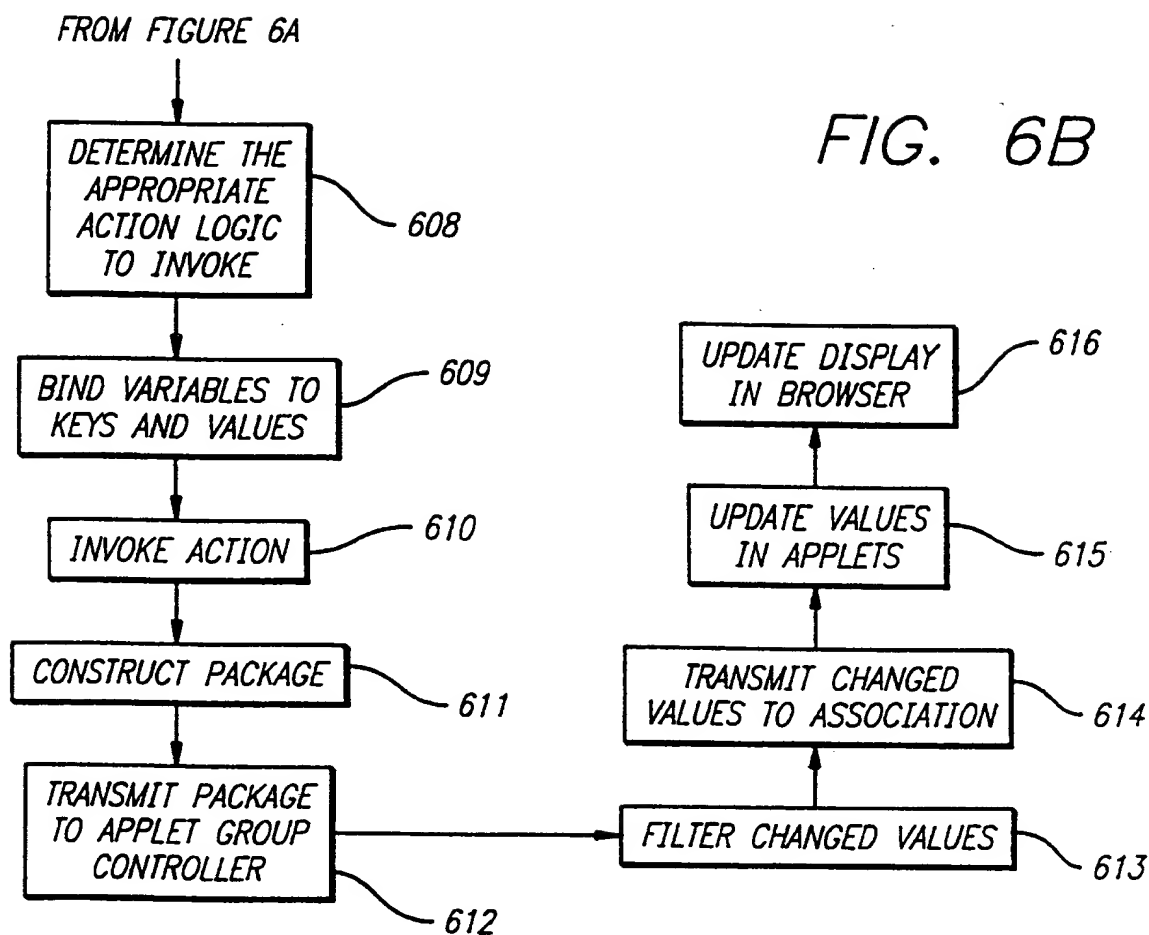 FROM FIGURE 6A
FIG. 6B
DETERMINE THE
APPROPRIATE
ACTION LOGIC
TO INVOKE
608
BIND VARIABLES TO
KEYS AND VALUES
609
INVOKE ACTION
610
CONSTRUCT PACKAGE
611
TRANSMIT PACKAGE
TO APPLET GROUP
CONTROLLER
612
FILTER CHANGED VALUES
613
TRANSMIT CHANGED
VALUES TO ASSOCIATION
614
UPDATE VALUES
IN APPLETS
615
UPDATE DISPLAY
IN BROWSER
616